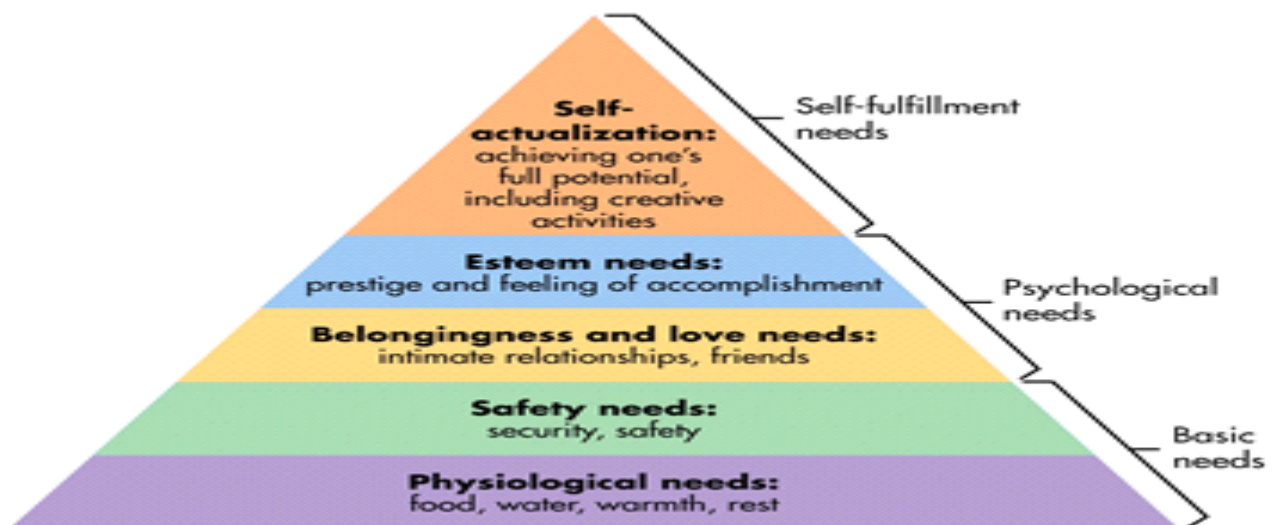 Self-
actualization:
achieving one's
full potential,
including creative
activities
Self-fulfillment
needs
Esteem needs:
prestige and feeling of accomplishment
Psychological
needs
Belongingness and love needs:
intimate relationships, friends
Safety needs:
security, safety
Basic
needs
Physiological needs:
food, water, warmth, rest